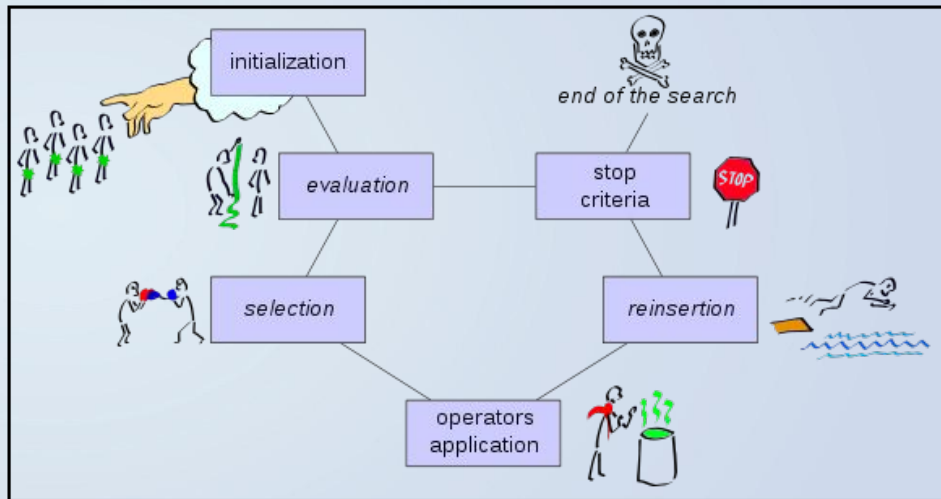 initialization
end of the search
evaluation
stop
criteria
STOP
selection
reinsertion
operators
application